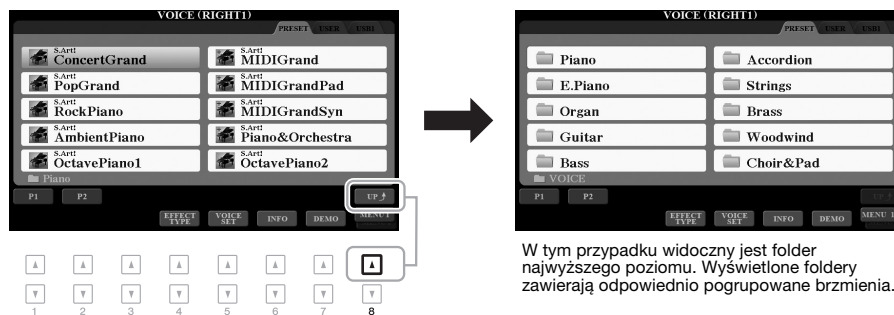 VOICE (RIGHT1)
PRESET USER USB1
S.Art! ConcertGrand
S.Art! MIDIGrand
S.Art! PopGrand
S.Art! MIDIGrandPad
S.Art! RockPiano
S.Art! MIDIGrandSyn
S.Art! AmbientPiano
S.Art! Piano&Orchestra
S.Art! OctavePiano1
S.Art! OctavePiano2
Piano
P1 P2 UP
EFFECT TYPE VOICE SET INFO DEMO MENU 1
1 2 3 4 5 6 7 8
VOICE (RIGHT1)
PRESET USER USB1
Piano
Accordion
E.Piano
Strings
Organ
Brass
Guitar
Woodwind
Bass
Choir&Pad
VOICE
P1 P2 UP
EFFECT TYPE VOICE SET INFO DEMO MENU 1
W tym przypadku widoczny jest folder
najwyższego poziomu. Wyświetlone foldery
zawierają odpowiednio pogrupowane brzmienia.